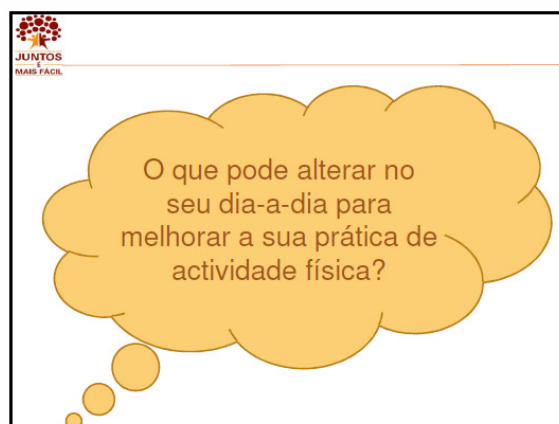 JUNTOS
É
MAIS FÁCIL
O que pode alterar no
seu dia-a-dia para
melhorar a sua prática de
actividade física?